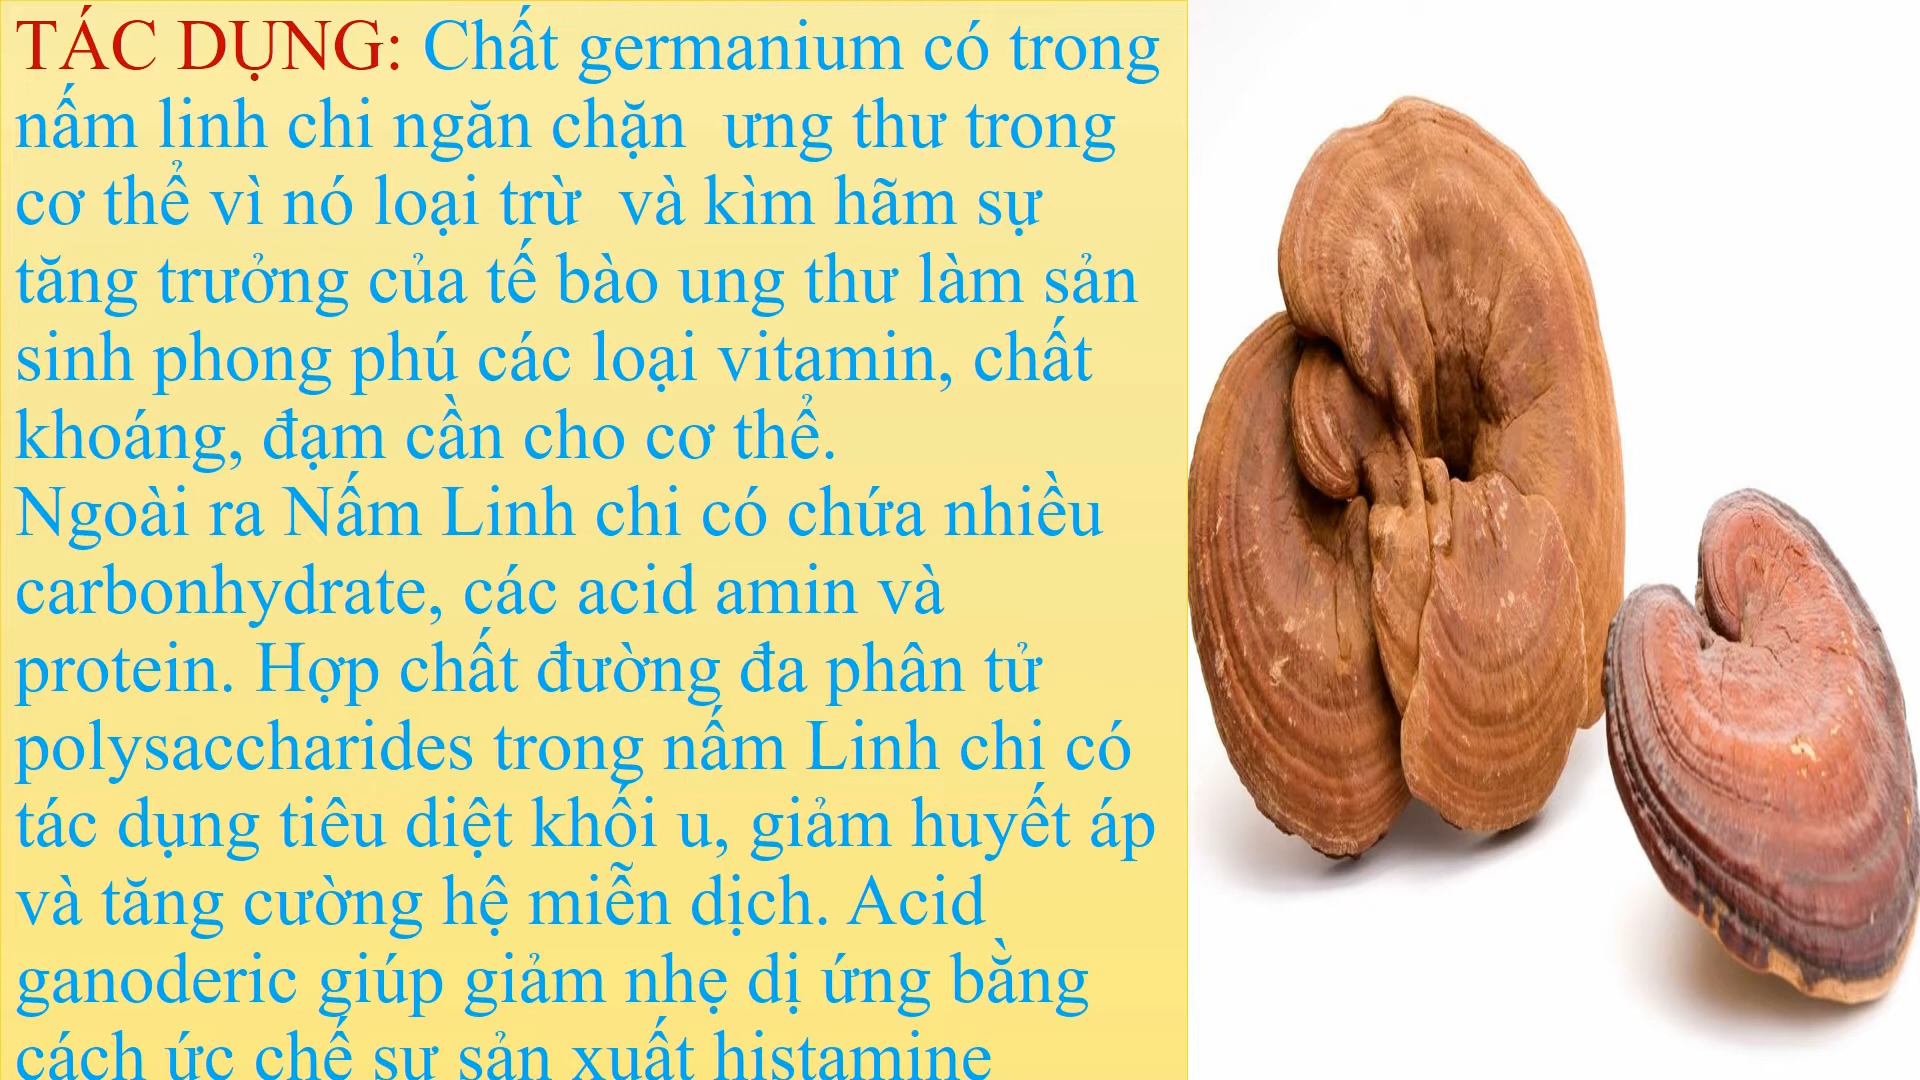 TÁC DỤNG: Chất germanium có trong
nấm linh chi ngăn chặn  ưng thư trong
cơ thể vì nó loại trừ  và kìm hãm sự
tăng trưởng của tế bào ung thư làm sản
sinh phong phú các loại vitamin, chất
khoáng, đạm cần cho cơ thể.
Ngoài ra Nấm Linh chi có chứa nhiều
carbonhydrate, các acid amin và
protein. Hợp chất đường đa phân tử
polysaccharides trong nấm Linh chi có
tác dụng tiêu diệt khối u, giảm huyết áp
và tăng cường hệ miễn dịch. Acid
ganoderic giúp giảm nhẹ dị ứng bằng
cách ức chế sự sản xuất histamine